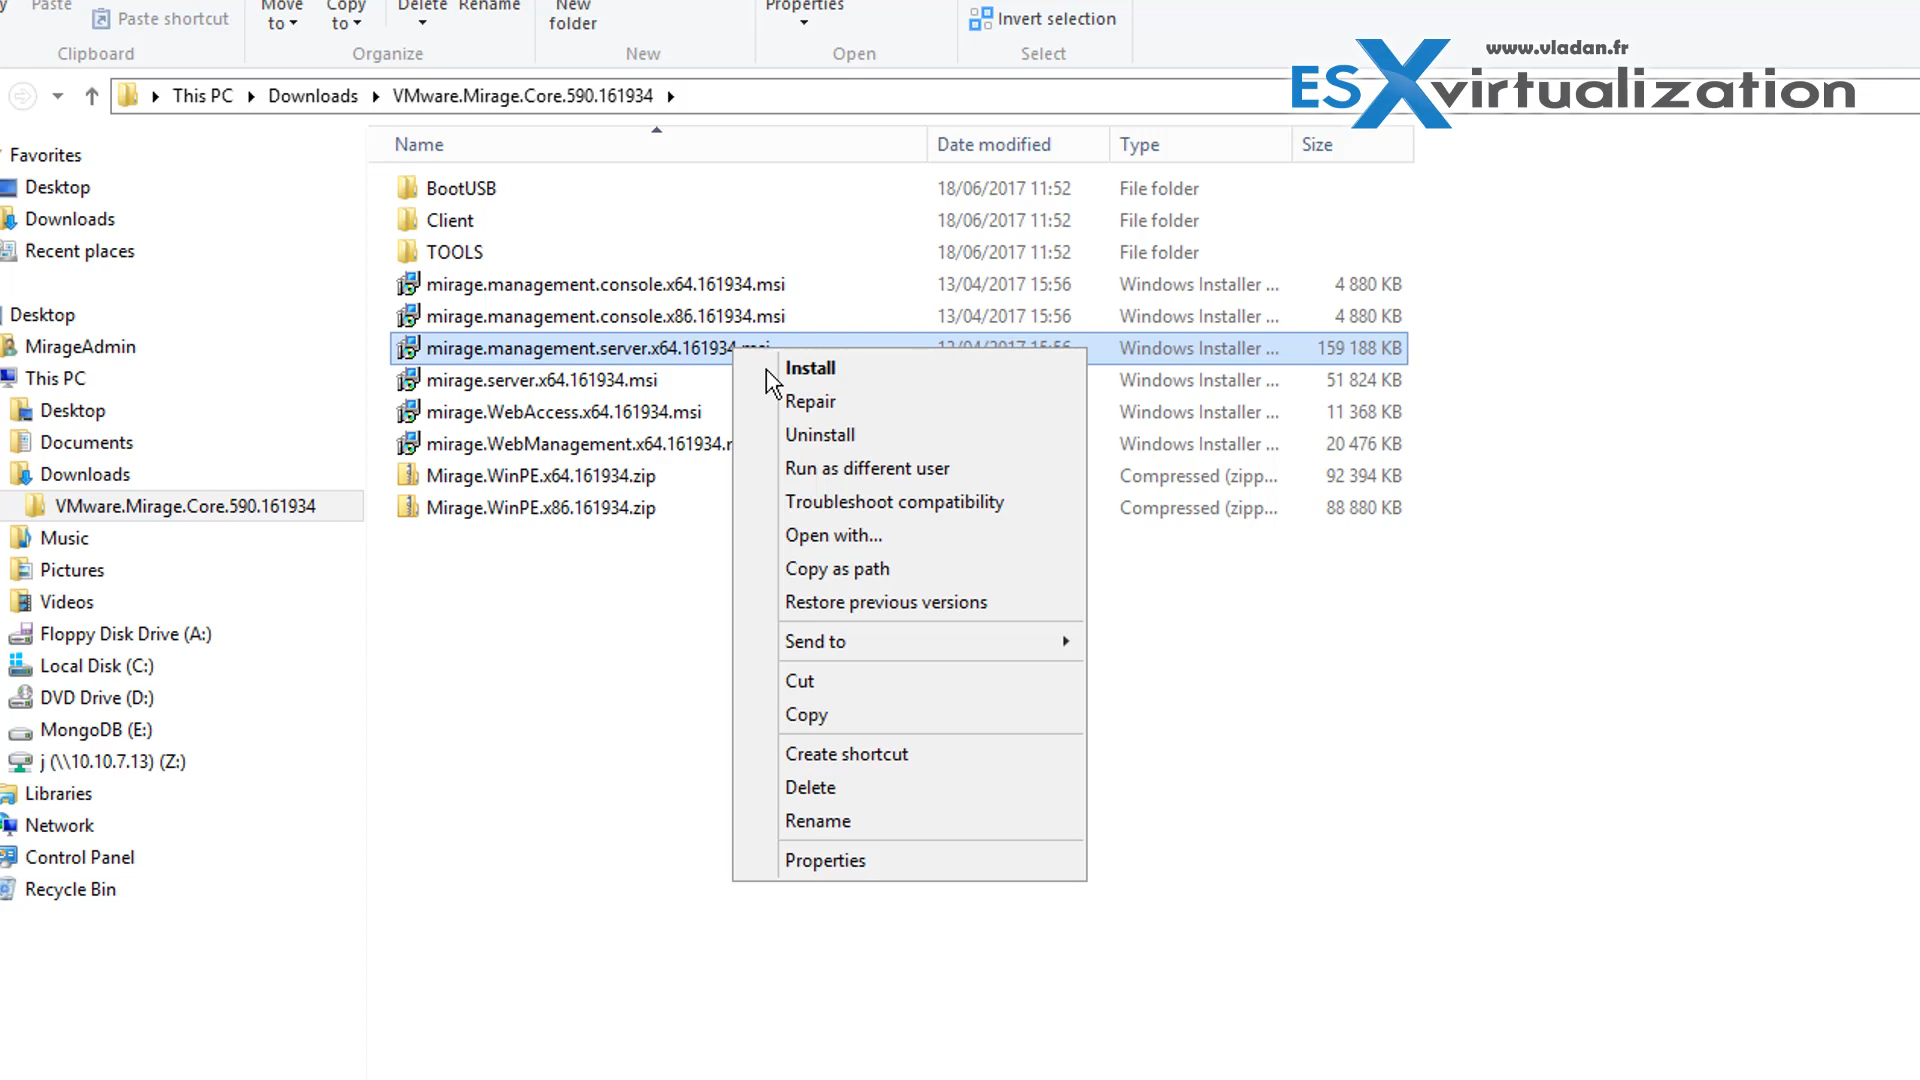 Paste
Paste shortcut
Move to
Copy to
Delete
Rename
New folder
Properties
Invert selection
Clipboard
Organize
New
Open
Select
www.vladan.fr
ESXvirtualization
This PC
Downloads
VMware.Mirage.Core.590.161934
Name
Date modified
Type
Size
Favorites
Desktop
Downloads
Recent places
Desktop
MirageAdmin
This PC
Desktop
Documents
Downloads
VMware.Mirage.Core.590.161934
Music
Pictures
Videos
Floppy Disk Drive (A:)
Local Disk (C:)
DVD Drive (D:)
MongoDB (E:)
j (\\10.10.7.13) (Z:)
Libraries
Network
Control Panel
Recycle Bin
BootUSB 18/06/2017 11:52 File folder
Client 18/06/2017 11:52 File folder
TOOLS 18/06/2017 11:52 File folder
mirage.management.console.x64.161934.msi 13/04/2017 15:56 Windows Installer ... 4 880 KB
mirage.management.console.x86.161934.msi 13/04/2017 15:56 Windows Installer ... 4 880 KB
mirage.management.server.x64.161934.msi 13/04/2017 15:56 Windows Installer ... 159 188 KB
mirage.server.x64.161934.msi Windows Installer ... 51 824 KB
mirage.WebAccess.x64.161934.msi Windows Installer ... 11 368 KB
mirage.WebManagement.x64.161934. Windows Installer ... 20 476 KB
Mirage.WinPE.x64.161934.zip Compressed (zipp... 92 394 KB
Mirage.WinPE.x86.161934.zip Compressed (zipp... 88 880 KB
Install
Repair
Uninstall
Run as different user
Troubleshoot compatibility
Open with...
Copy as path
Restore previous versions
Send to
Cut
Copy
Create shortcut
Delete
Rename
Properties